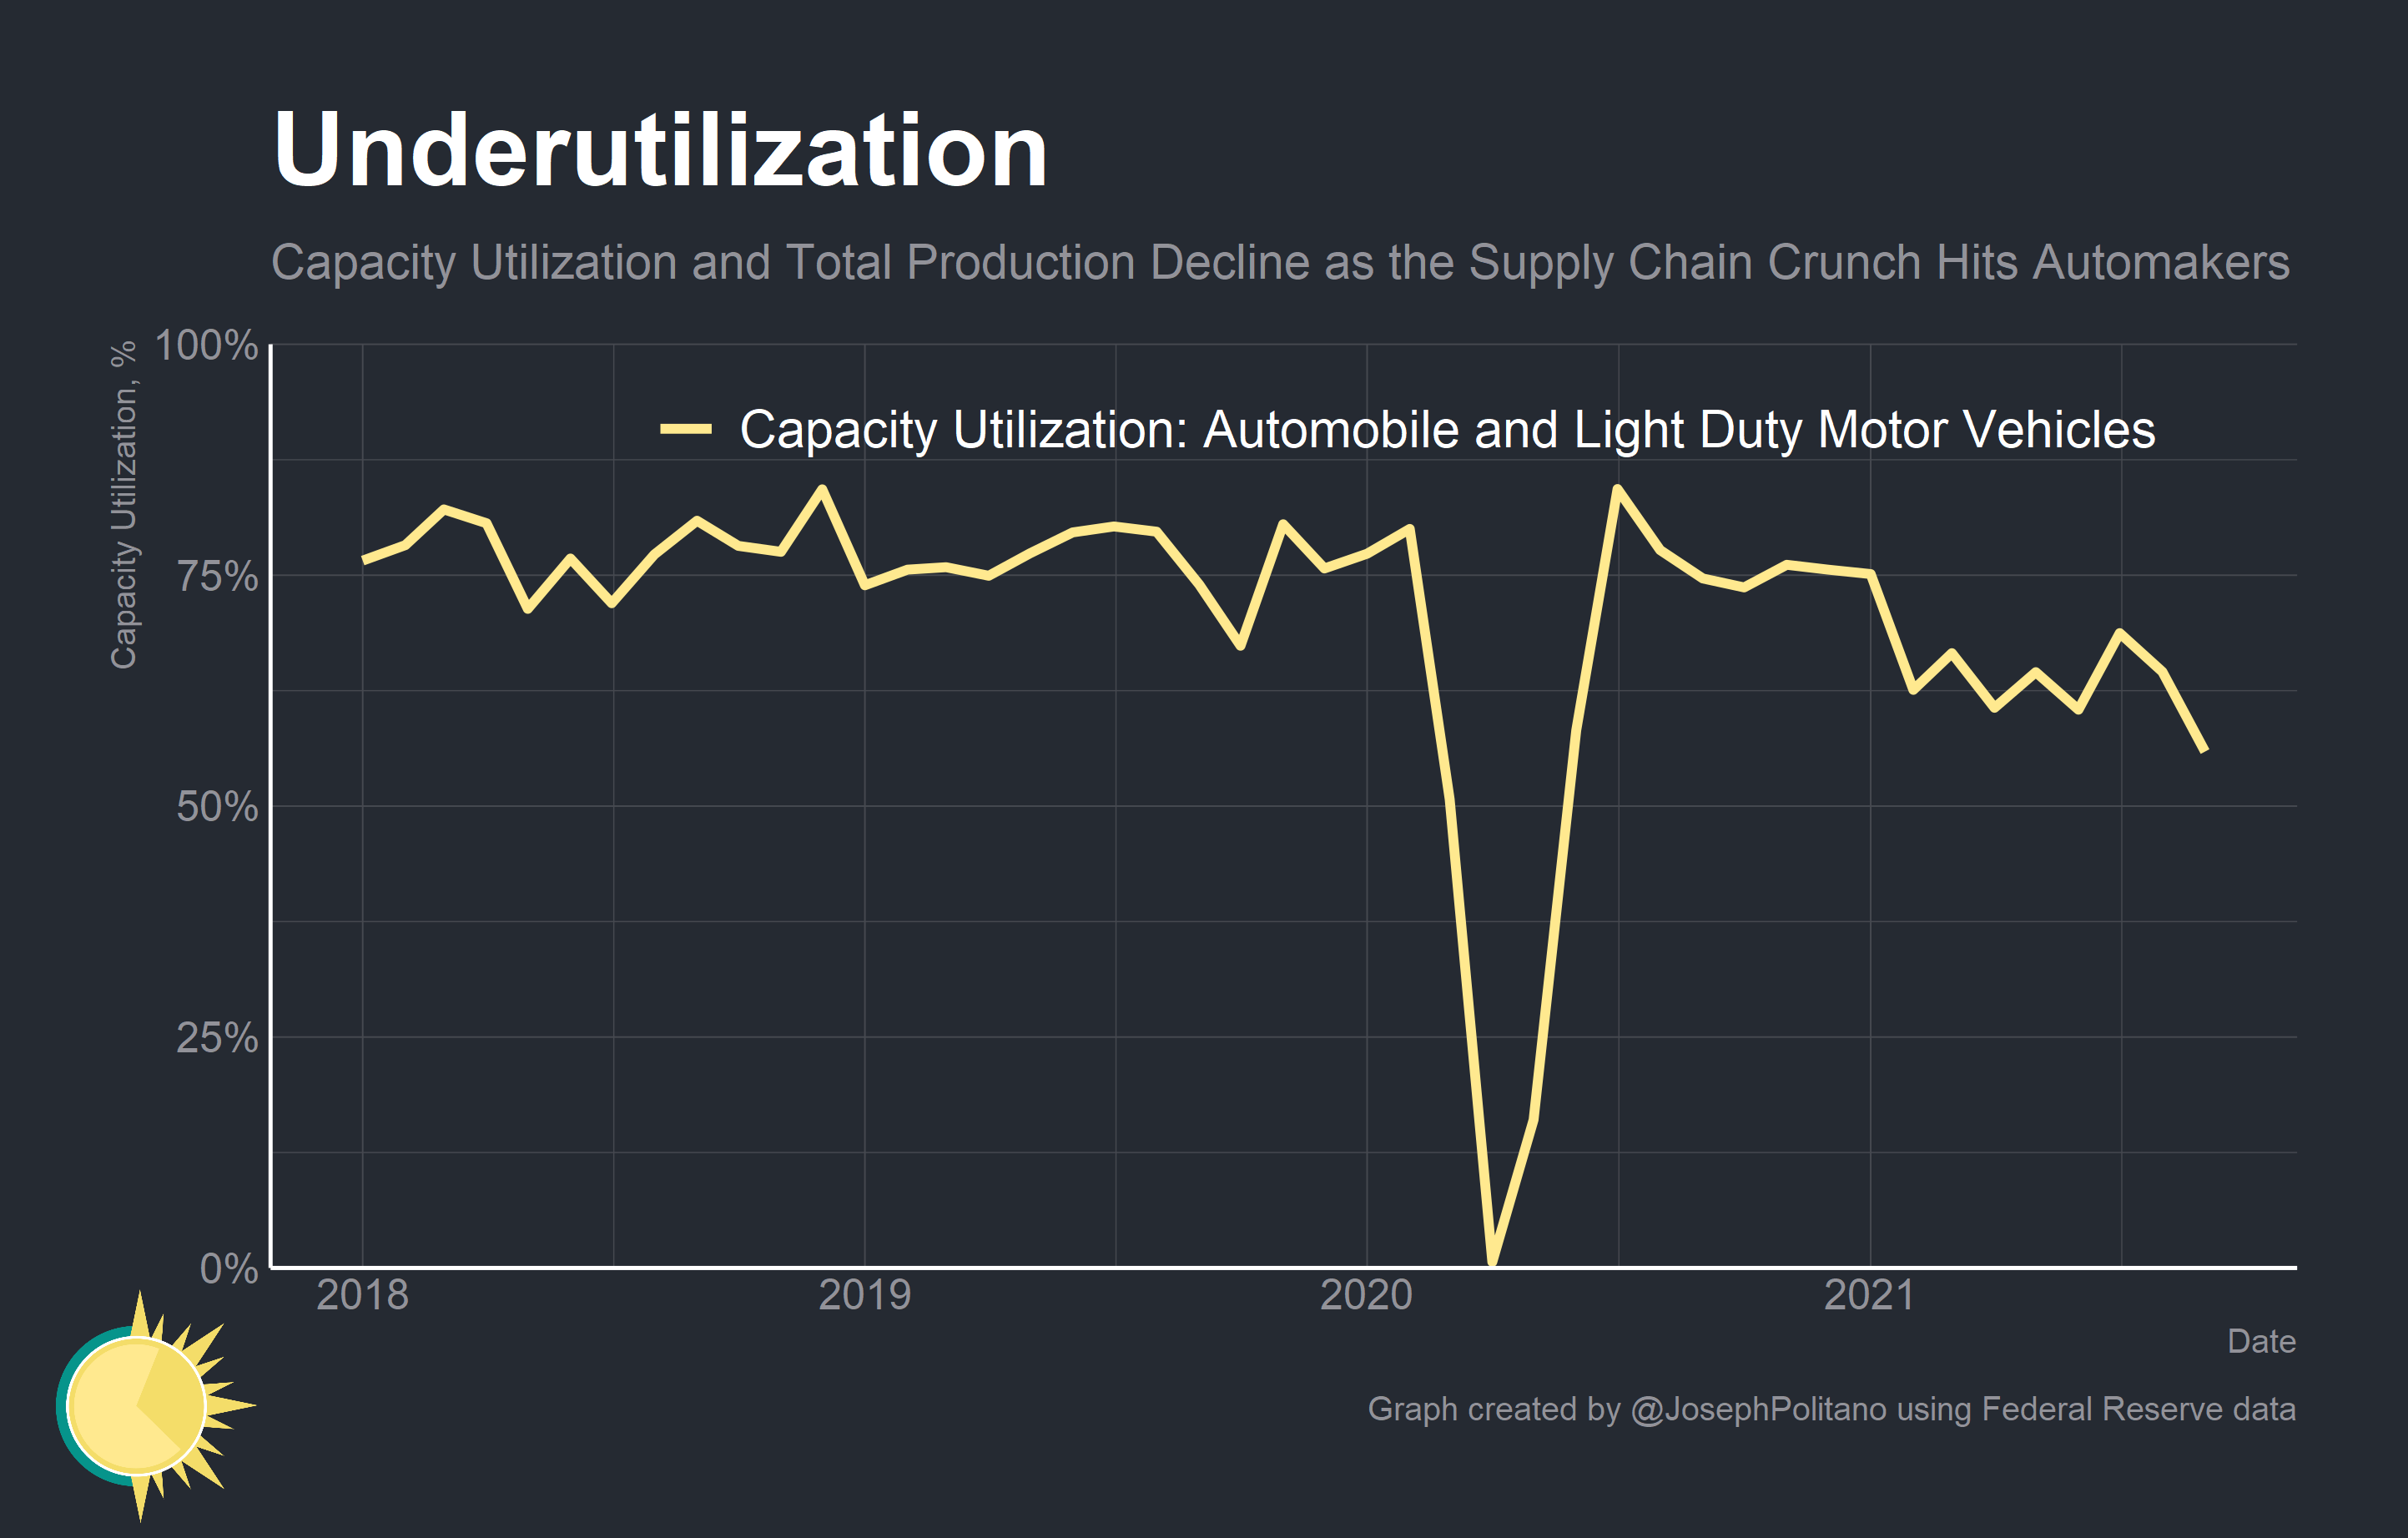 Underutilization
Capacity Utilization and Total Production Decline as the Supply Chain Crunch Hits Automakers
Capacity Utilization, %
100%
Capacity Utilization: Automobile and Light Duty Motor Vehicles
75%
50%
25%
0%
2018 2019 2020 2021
Date
Graph created by @JosephPolitano using Federal Reserve data